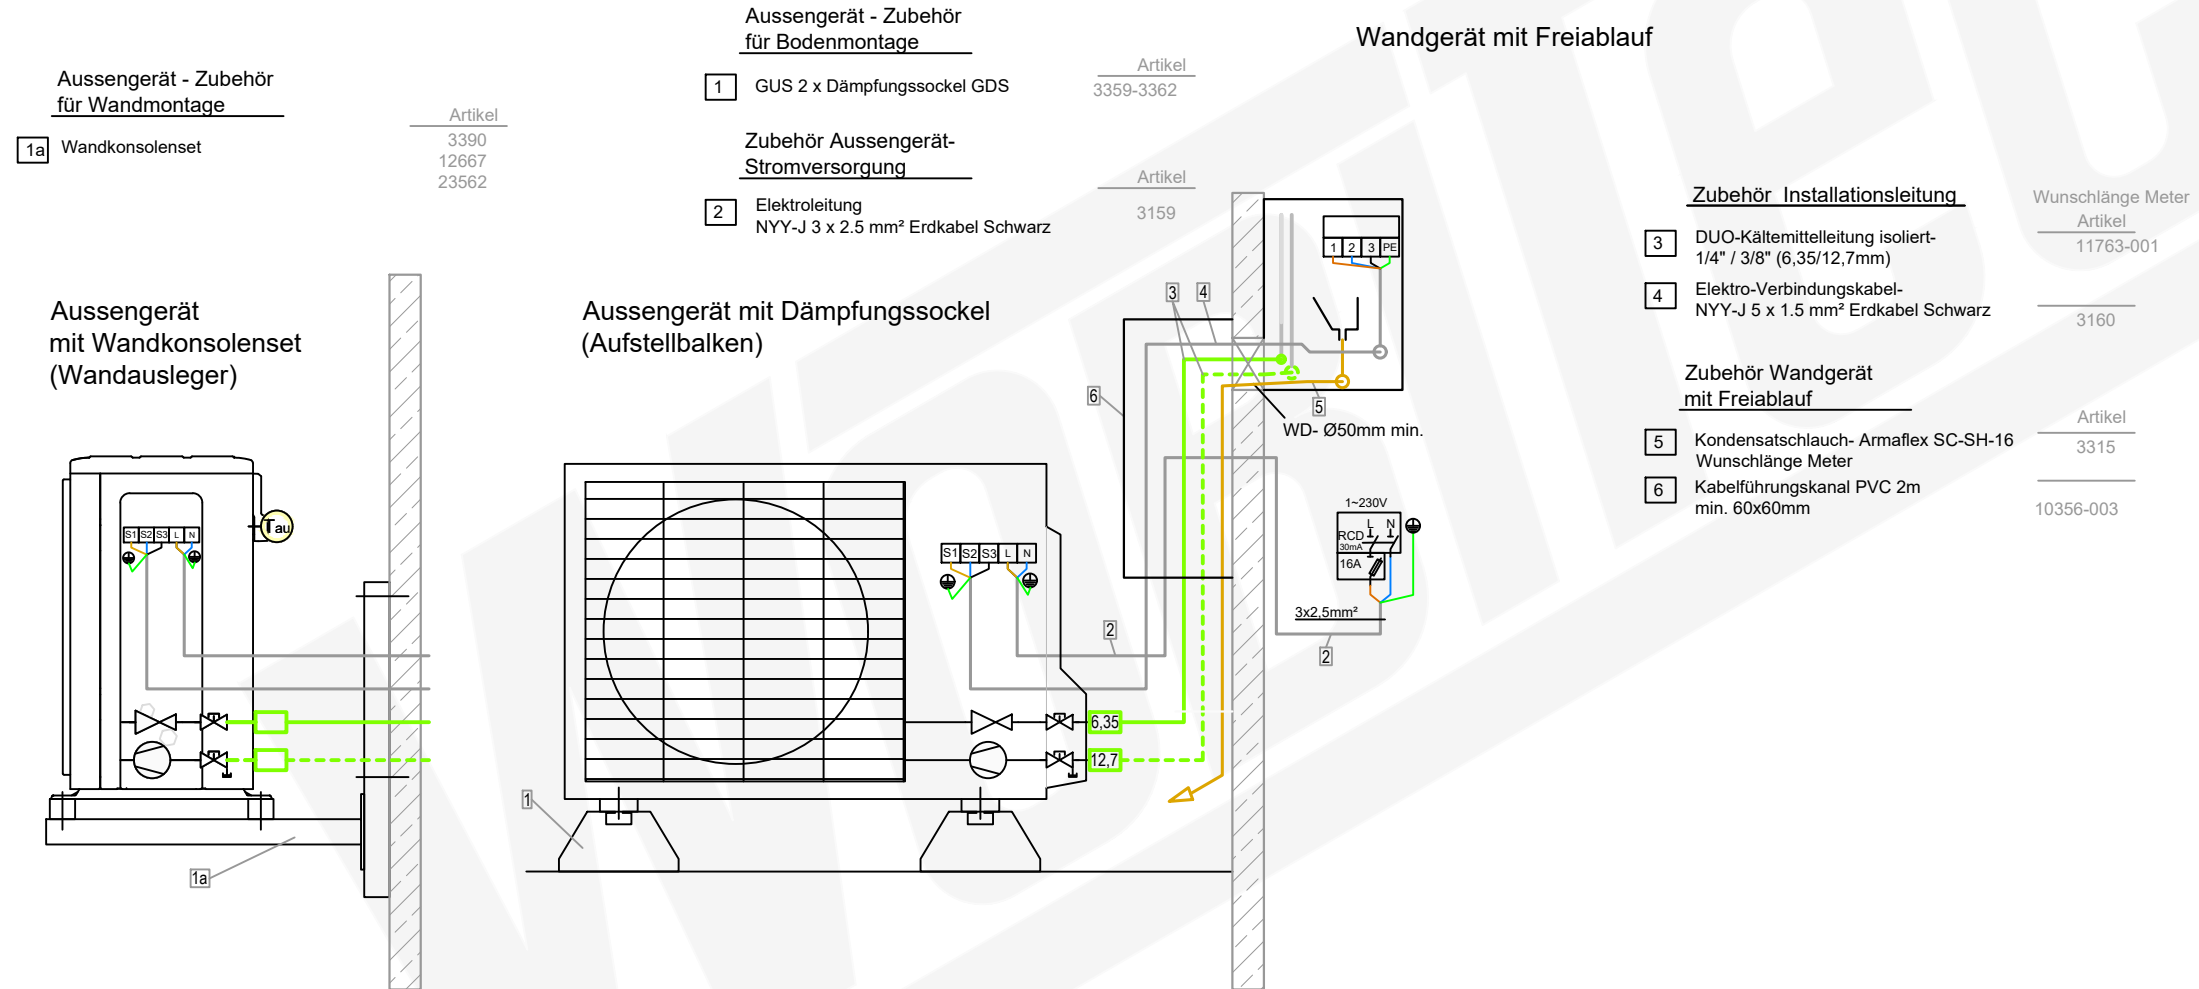 Aussengerät - Zubehör
für Wandmontage
Artikel
1a Wandkonsolenset
3390
12667
23562
Aussengerät - Zubehör
für Bodenmontage
Artikel
1 GUS 2 x Dämpfungssockel GDS
3359-3362
Zubehör Aussengerät-
Stromversorgung
Artikel
2 Elektroleitung
NYY-J 3 x 2.5 mm² Erdkabel Schwarz
3159
Wandgerät mit Freiablauf
Zubehör Installationsleitung
Wunschlänge Meter
Artikel
3 DUO-Kältemittelleitung isoliert-
1/4" / 3/8" (6,35/12,7mm)
11763-001
4 Elektro-Verbindungskabel-
NYY-J 5 x 1.5 mm² Erdkabel Schwarz
3160
Zubehör Wandgerät
mit Freiablauf
Artikel
5 Kondensatschlauch- Armaflex SC-SH-16
Wunschlänge Meter
3315
6 Kabelführungskanal PVC 2m
min. 60x60mm
10356-003
Aussengerät
mit Wandkonsolenset
(Wandausleger)
S1 S2 S3 L N
Tau
1a
Aussengerät mit Dämpfungssockel
(Aufstellbalken)
S1 S2 S3 L N
6,35
12,7
1
2
3
4
6
1 2 3 PE
5
WD- Ø50mm min.
1~230V
L N
RCD
30mA
16A
3x2,5mm²
2
Wolltec